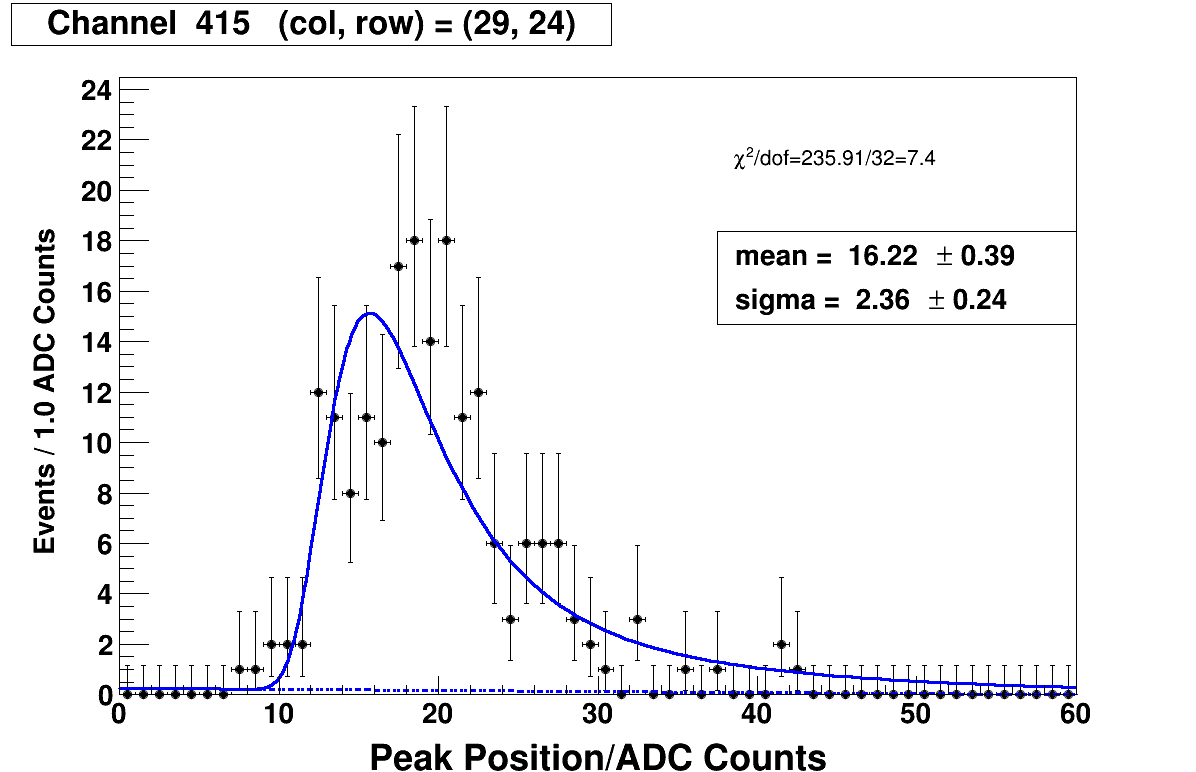 Channel 415 (col, row) = (29, 24)
24
22
20
18
16
14
12
10
8
6
4
2
0
Events / 1.0 ADC Counts
χ²/dof=235.91/32=7.4
mean = 16.22 ± 0.39
sigma = 2.36 ± 0.24
0 10 20 30 40 50 60
Peak Position/ADC Counts